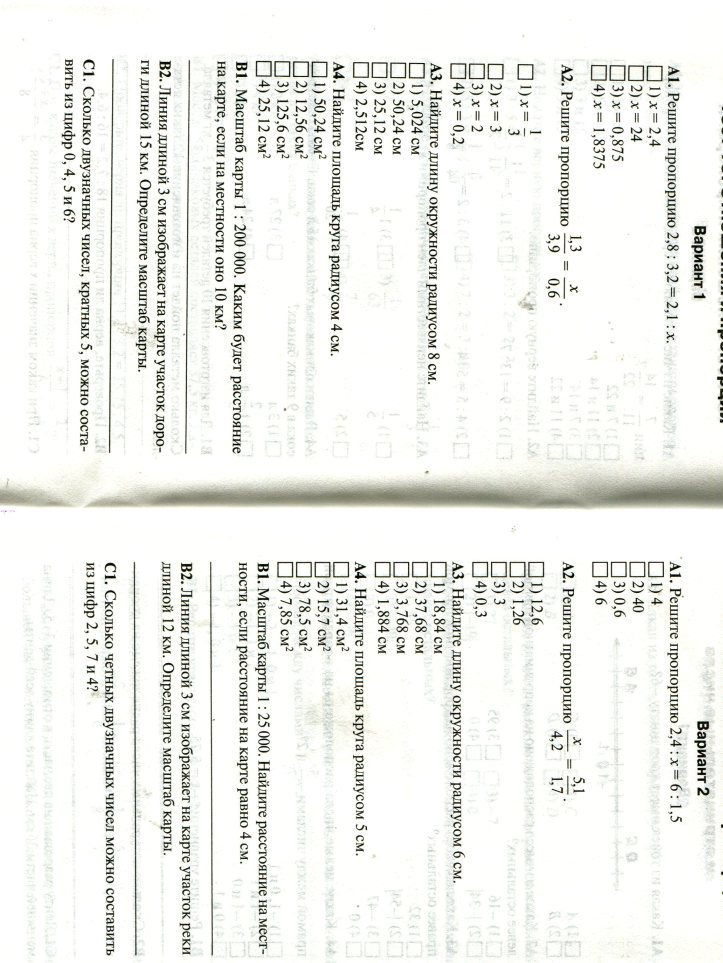 Вариант 1
А1. Решите пропорцию 2,8 : 3,2 = 2,1 : x.
1) x = 2,4
2) x = 24
3) x = 0,875
4) x = 1,8375
А2. Решите пропорцию 1,3/3,9 = x/0,6.
1) x = 1/3
2) x = 3
3) x = 2
4) x = 0,2
А3. Найдите длину окружности радиусом 8 см.
1) 5,024 см
2) 50,24 см
3) 25,12 см
4) 2,512см
А4. Найдите площадь круга радиусом 4 см.
1) 50,24 см²
2) 12,56 см²
3) 125,6 см²
4) 25,12 см²
В1. Масштаб карты 1 : 200 000. Каким будет расстояние
на карте, если на местности оно 10 км?
В2. Линия длиной 3 см изображает на карте участок доро-
ги длиной 15 км. Определите масштаб карты.
С1. Сколько двузначных чисел, кратных 5, можно соста-
вить из цифр 0, 4, 5 и 6?
Вариант 2
А1. Решите пропорцию 2,4 : x = 6 : 1,5
1) 4
2) 40
3) 0,6
4) 6
А2. Решите пропорцию x/4,2 = 5,1/1,7.
1) 12,6
2) 1,26
3) 3
4) 0,3
А3. Найдите длину окружности радиусом 6 см.
1) 18,84 см
2) 37,68 см
3) 3,768 см
4) 1,884 см
А4. Найдите площадь круга радиусом 5 см.
1) 31,4 см²
2) 15,7 см²
3) 78,5 см²
4) 7,85 см²
В1. Масштаб карты 1 : 25 000. Найдите расстояние на мест-
ности, если расстояние на карте равно 4 см.
В2. Линия длиной 3 см изображает на карте участок реки
длиной 12 км. Определите масштаб карты.
С1. Сколько четных двузначных чисел можно составить
из цифр 2, 5, 7 и 4?